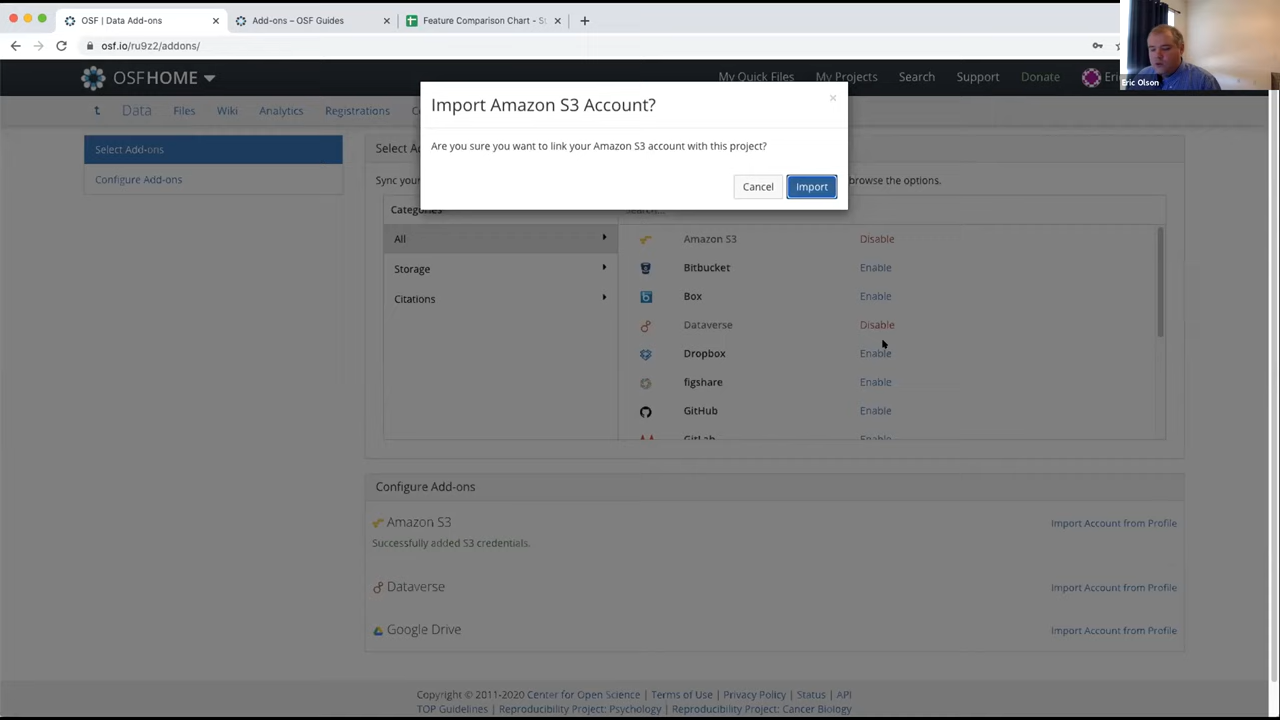 OSF | Data Add-ons
Add-ons – OSF Guides
Feature Comparison Chart - S
osf.io/ru9z2/addons/
OSFHOME
My Quick Files
My Projects
Search
Support
Donate
Eric Olson
Data
Files
Wiki
Analytics
Registrations
Import Amazon S3 Account?
Are you sure you want to link your Amazon S3 account with this project?
Cancel
Import
Select Add-ons
Configure Add-ons
Select A
Sync your
browse the options.
Categories
All
Storage
Citations
Amazon S3 Disable
Bitbucket Enable
Box Enable
Dataverse Disable
Dropbox Enable
figshare Enable
GitHub Enable
GitLab Enable
Configure Add-ons
Amazon S3 Import Account from Profile
Successfully added S3 credentials.
Dataverse Import Account from Profile
Google Drive Import Account from Profile
Copyright © 2011-2020 Center for Open Science | Terms of Use | Privacy Policy | Status | API
TOP Guidelines | Reproducibility Project: Psychology | Reproducibility Project: Cancer Biology